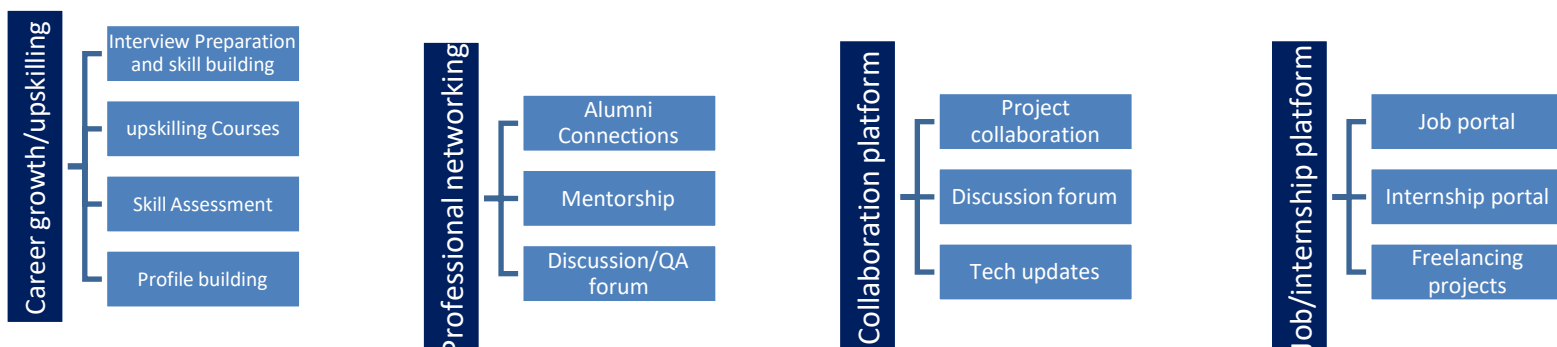 Career growth/upskilling
Interview Preparation
and skill building
upskilling Courses
Skill Assessment
Profile building
Professional networking
Alumni
Connections
Mentorship
Discussion/QA
forum
Collaboration platform
Project
collaboration
Discussion forum
Tech updates
Job/internship platform
Job portal
Internship portal
Freelancing
projects